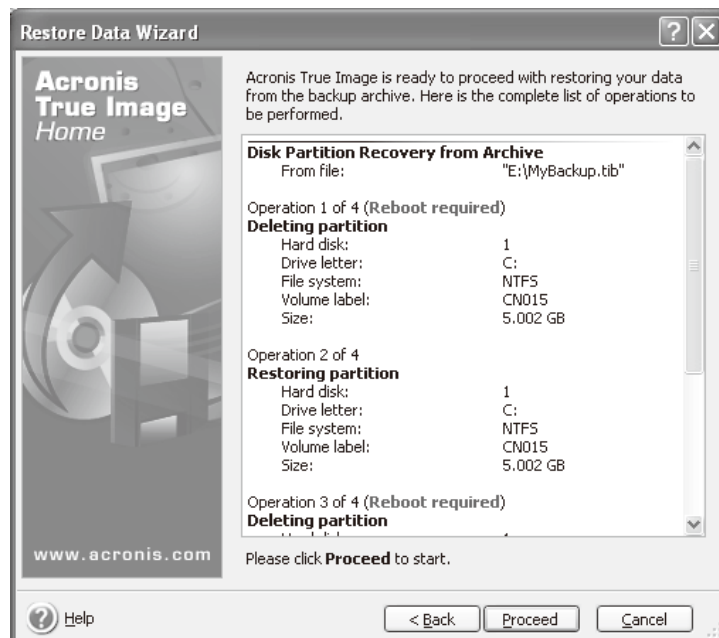 Restore Data Wizard
Acronis
True Image
Home
Acronis True Image is ready to proceed with restoring your data
from the backup archive. Here is the complete list of operations to
be performed.
Disk Partition Recovery from Archive
From file: "E:\MyBackup.tib"
Operation 1 of 4 (Reboot required)
Deleting partition
Hard disk: 1
Drive letter: C:
File system: NTFS
Volume label: CN015
Size: 5.002 GB
Operation 2 of 4
Restoring partition
Hard disk: 1
Drive letter: C:
File system: NTFS
Volume label: CN015
Size: 5.002 GB
Operation 3 of 4 (Reboot required)
Deleting partition
www.acronis.com
Please click Proceed to start.
Help
< Back
Proceed
Cancel